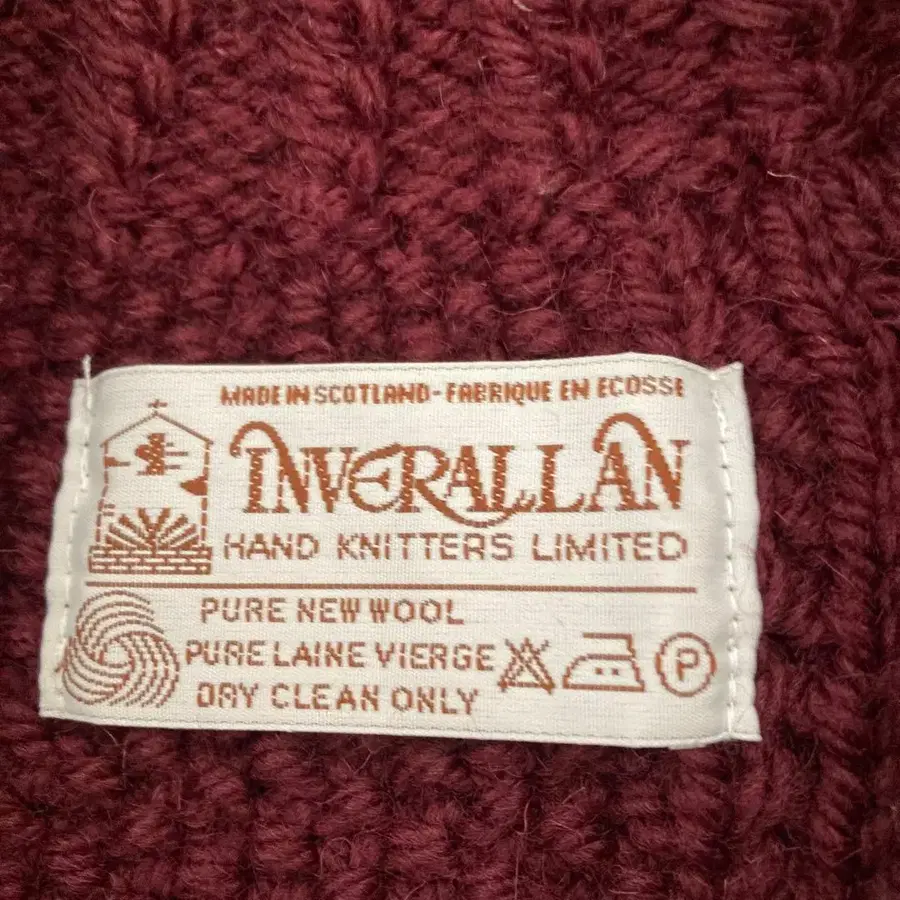 MADE IN SCOTLAND - FABRIQUE EN ECOSSE
INVERALLAN
HAND KNITTERS LIMITED
PURE NEW WOOL
PURE LAINE VIERGE
DRY CLEAN ONLY
P